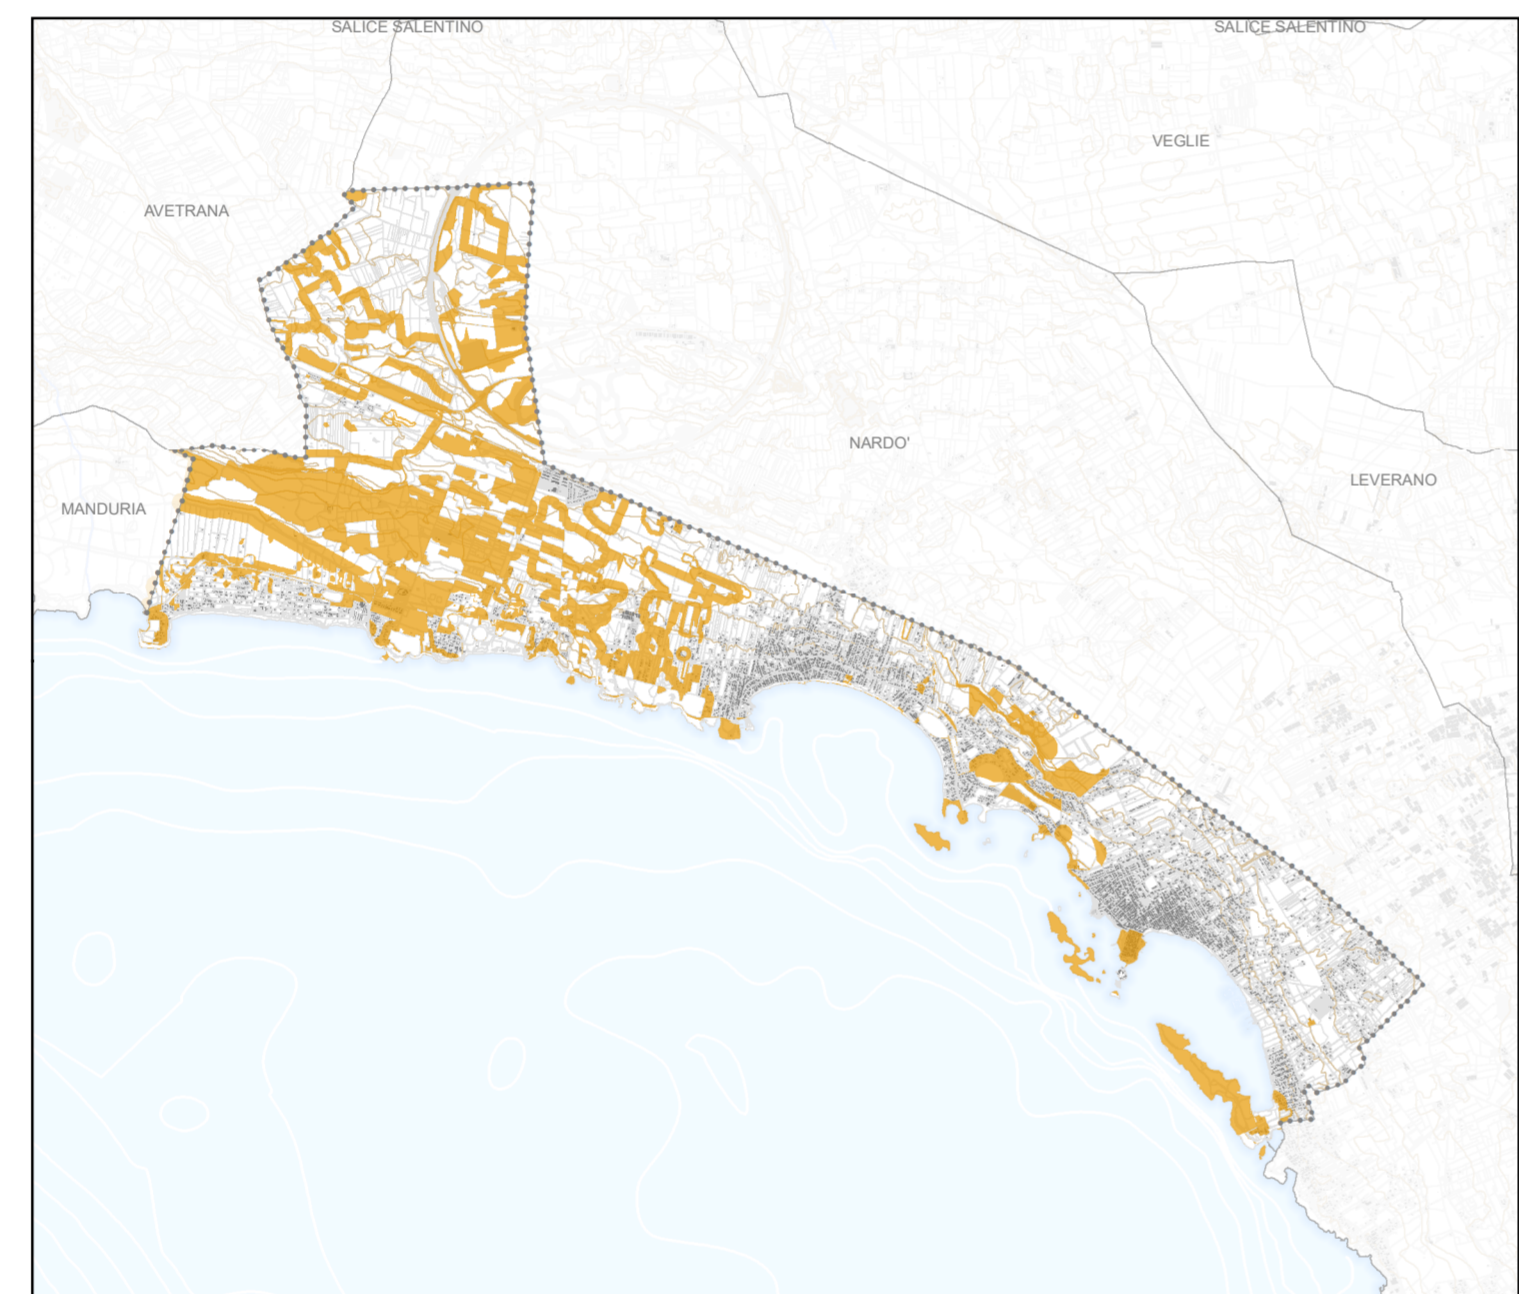 SALICE SALENTINO
SALICE SALENTINO
VEGLIE
AVETRANA
NARDO'
LEVERANO
MANDURIA